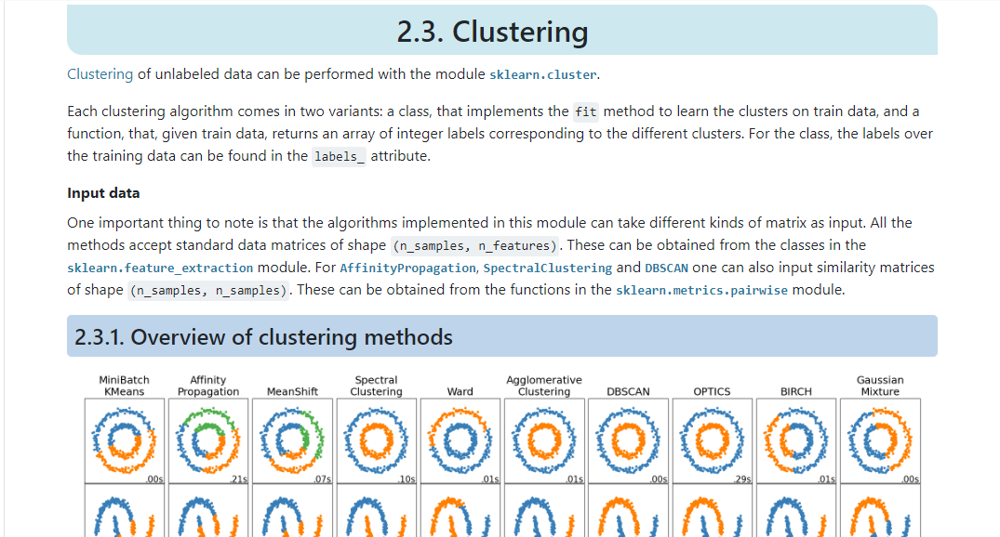 2.3. Clustering
Clustering of unlabeled data can be performed with the module sklearn.cluster.
Each clustering algorithm comes in two variants: a class, that implements the fit method to learn the clusters on train data, and a
function, that, given train data, returns an array of integer labels corresponding to the different clusters. For the class, the labels over
the training data can be found in the labels_ attribute.
Input data
One important thing to note is that the algorithms implemented in this module can take different kinds of matrix as input. All the
methods accept standard data matrices of shape (n_samples, n_features). These can be obtained from the classes in the
sklearn.feature_extraction module. For AffinityPropagation, SpectralClustering and DBSCAN one can also input similarity matrices
of shape (n_samples, n_samples). These can be obtained from the functions in the sklearn.metrics.pairwise module.
2.3.1. Overview of clustering methods
MiniBatch
KMeans
Affinity
Propagation
MeanShift
Spectral
Clustering
Ward
Agglomerative
Clustering
DBSCAN
OPTICS
BIRCH
Gaussian
Mixture
.00s
.21s
.07s
.10s
.01s
.01s
.00s
.29s
.01s
.00s